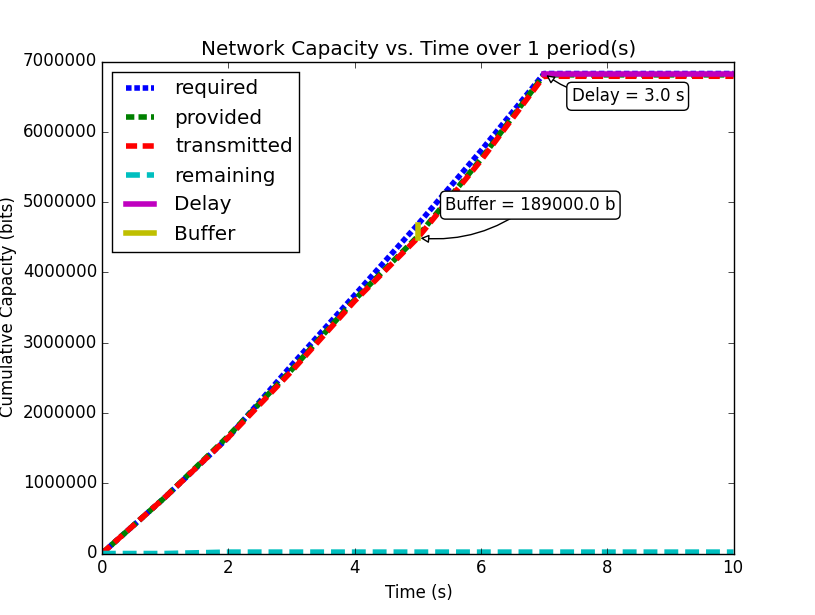 Network Capacity vs. Time over 1 period(s)
7000000
6000000
5000000
4000000
3000000
2000000
1000000
0
Cumulative Capacity (bits)
required
provided
transmitted
remaining
Delay
Buffer
Delay = 3.0 s
Buffer = 189000.0 b
0 2 4 6 8 10
Time (s)